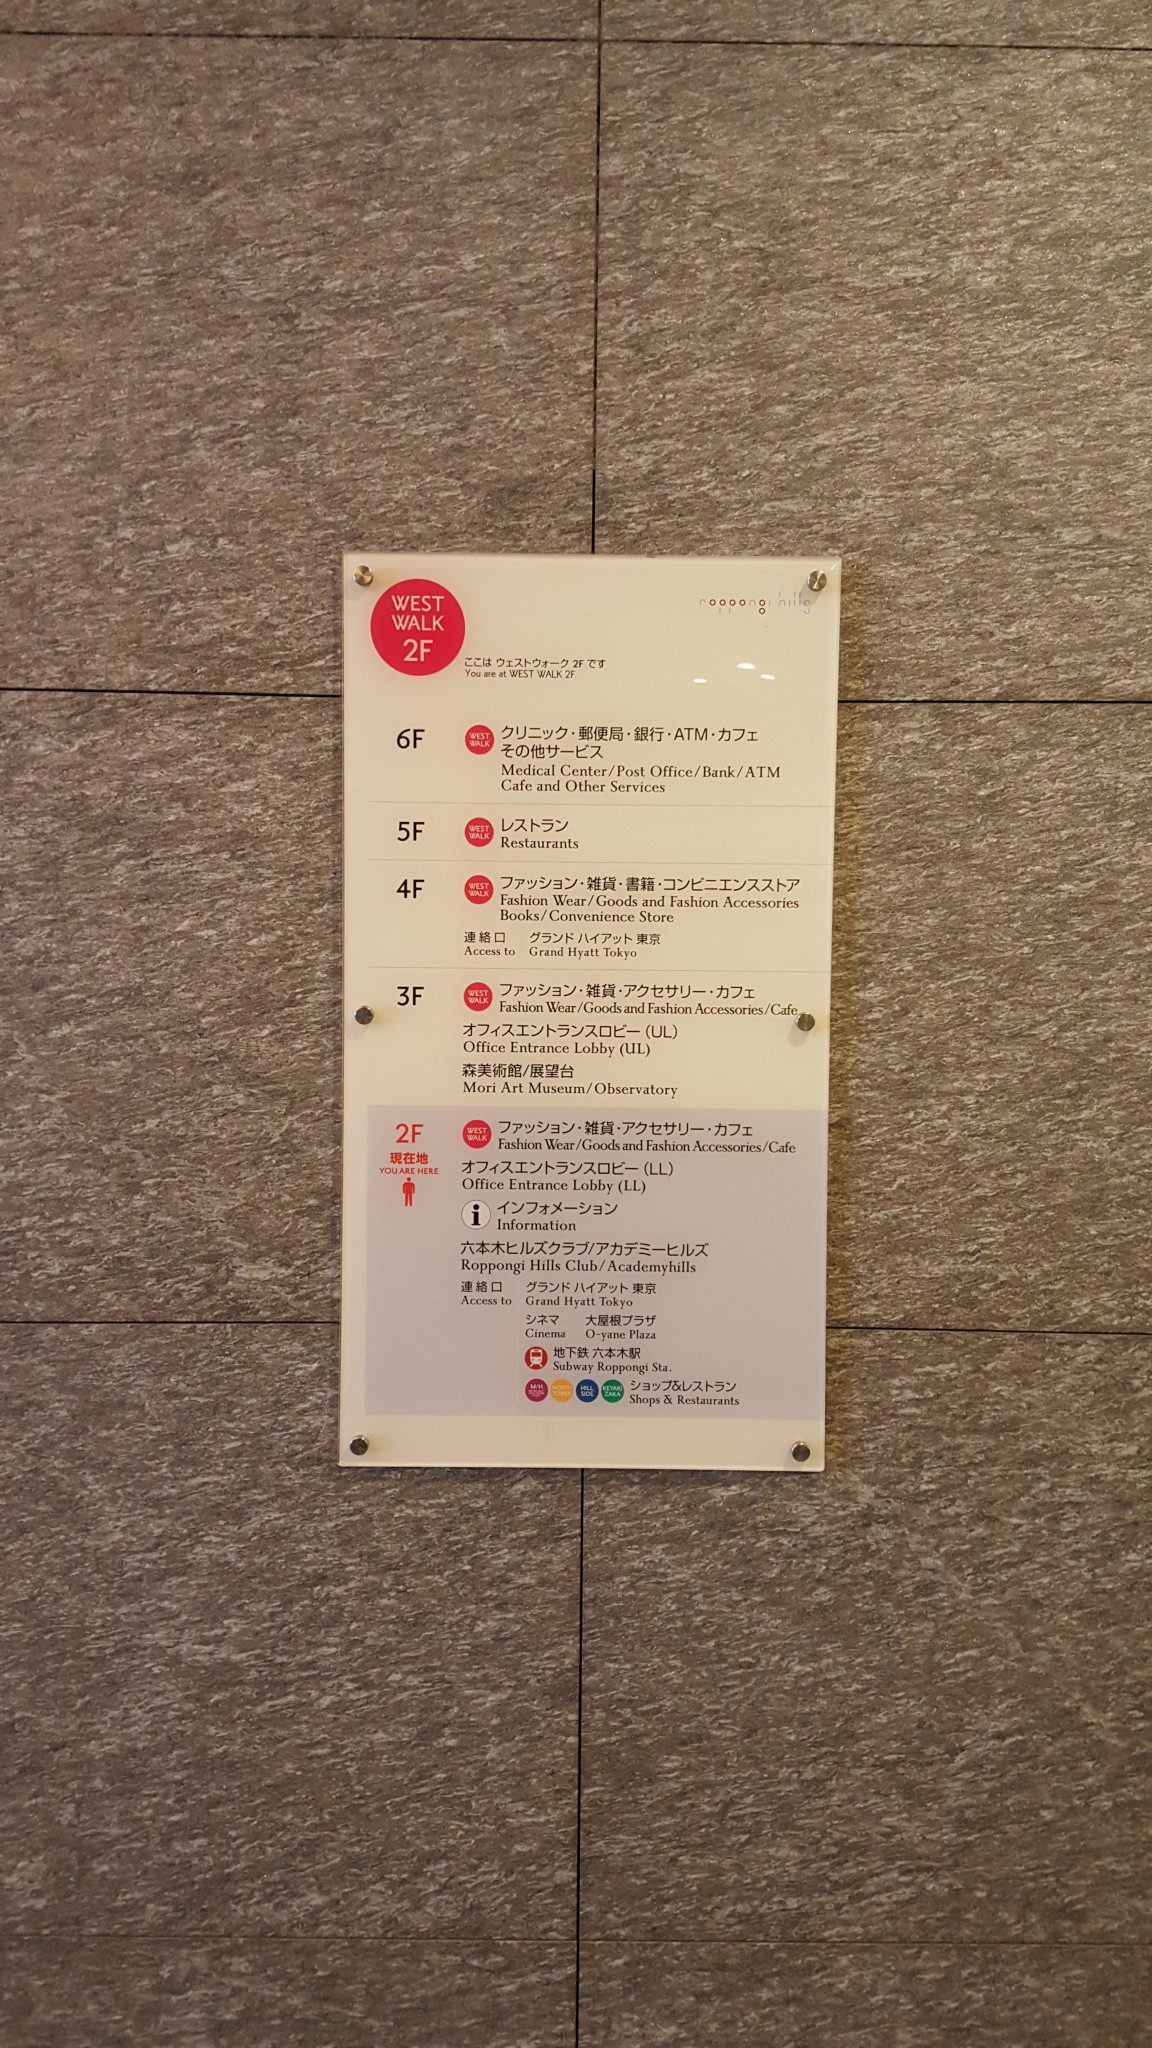 WEST
WALK
2F
roppongi hills
ここは ウェストウォーク 2F です
You are at WEST WALK 2F.
6F
WEST
WALK
クリニック・郵便局・銀行・ATM・カフェ
その他サービス
Medical Center/Post Office/Bank/ATM
Cafe and Other Services
5F
WEST
WALK
レストラン
Restaurants
4F
WEST
WALK
ファッション・雑貨・書籍・コンビニエンスストア
Fashion Wear/Goods and Fashion Accessories
Books/Convenience Store
連絡口 グランド ハイアット 東京
Access to Grand Hyatt Tokyo
3F
WEST
WALK
ファッション・雑貨・アクセサリー・カフェ
Fashion Wear/Goods and Fashion Accessories/Cafe
オフィスエントランスロビー（UL）
Office Entrance Lobby (UL)
森美術館/展望台
Mori Art Museum/Observatory
2F
現在地
YOU ARE HERE
WEST
WALK
ファッション・雑貨・アクセサリー・カフェ
Fashion Wear/Goods and Fashion Accessories/Cafe
オフィスエントランスロビー（LL）
Office Entrance Lobby (LL)
i
インフォメーション
Information
六本木ヒルズクラブ/アカデミーヒルズ
Roppongi Hills Club/Academyhills
連絡口 グランド ハイアット 東京
Access to Grand Hyatt Tokyo
シネマ 大屋根プラザ
Cinema O-yane Plaza
地下鉄 六本木駅
Subway Roppongi Sta.
M/H
NORTH
TOWER
HILL
SIDE
KEYAKI
ZAKA
ショップ&レストラン
Shops & Restaurants